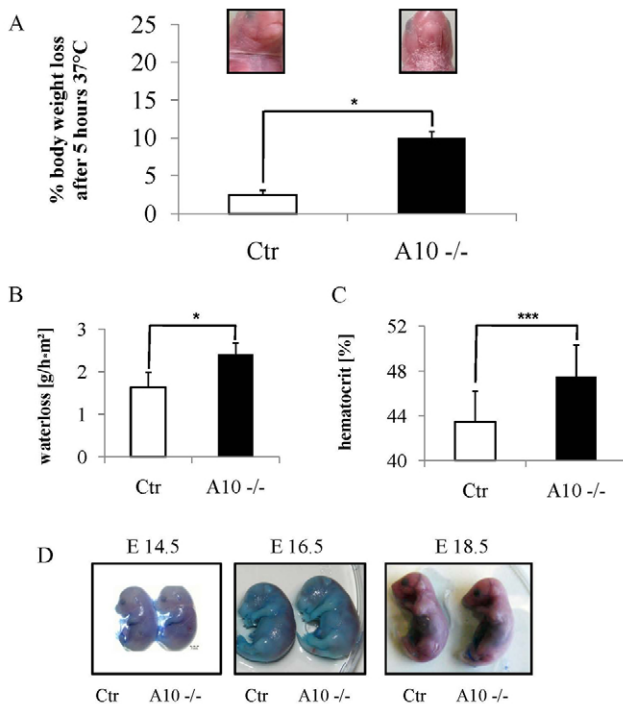 A
% body weight loss
after 5 hours 37°C
25
20
15
10
5
0
*
Ctr
A10 -/-
B
waterloss [g/h-m²]
3
2
1
0
*
Ctr
A10 -/-
C
hematocrit [%]
52
48
44
40
***
Ctr
A10 -/-
D
E 14.5
E 16.5
E 18.5
Ctr A10 -/-
Ctr A10 -/-
Ctr A10 -/-